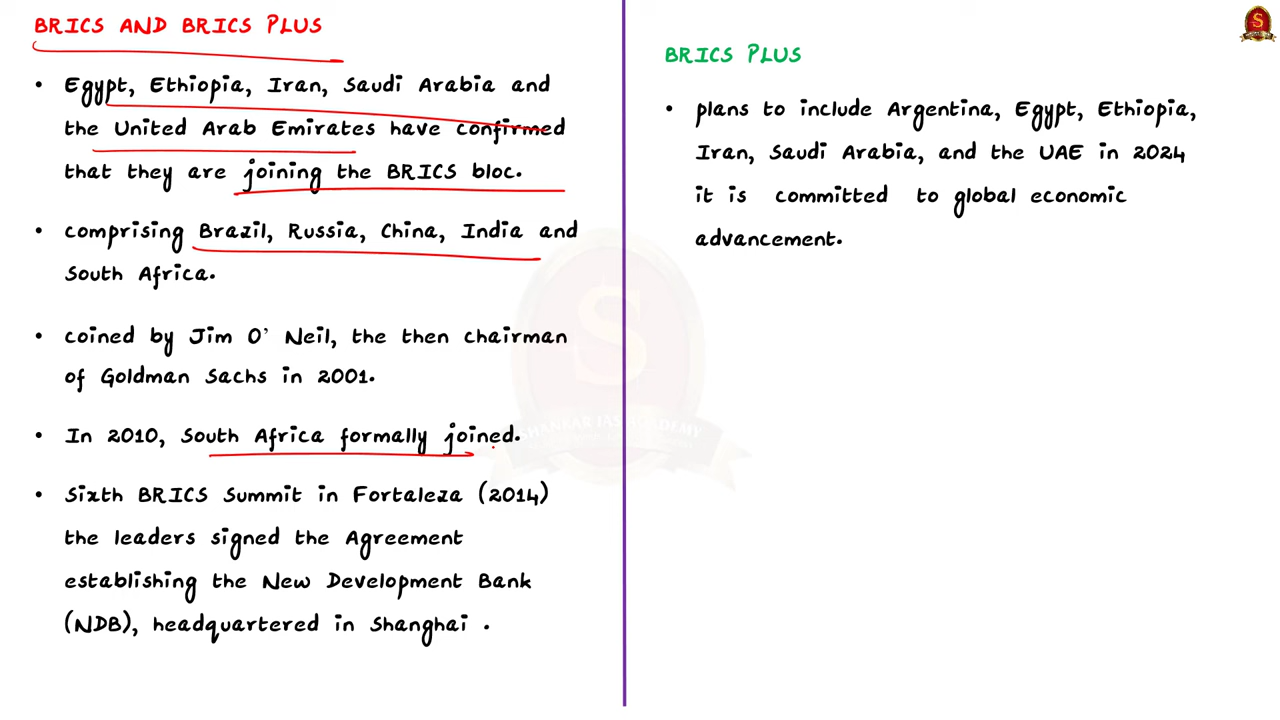 BRICS AND BRICS PLUS
• Egypt, Ethiopia, Iran, Saudi Arabia and
the United Arab Emirates have confirmed
that they are joining the BRICS bloc.
• comprising Brazil, Russia, China, India and
South Africa.
• coined by Jim O' Neil, the then chairman
of Goldman Sachs in 2001.
• In 2010, South Africa formally joined.
• Sixth BRICS Summit in Fortaleza (2014)
the leaders signed the Agreement
establishing the New Development Bank
(NDB), headquartered in Shanghai .
BRICS PLUS
• plans to include Argentina, Egypt, Ethiopia,
Iran, Saudi Arabia, and the UAE in 2024
it is committed to global economic
advancement.
SHANKAR IAS ACADEMY